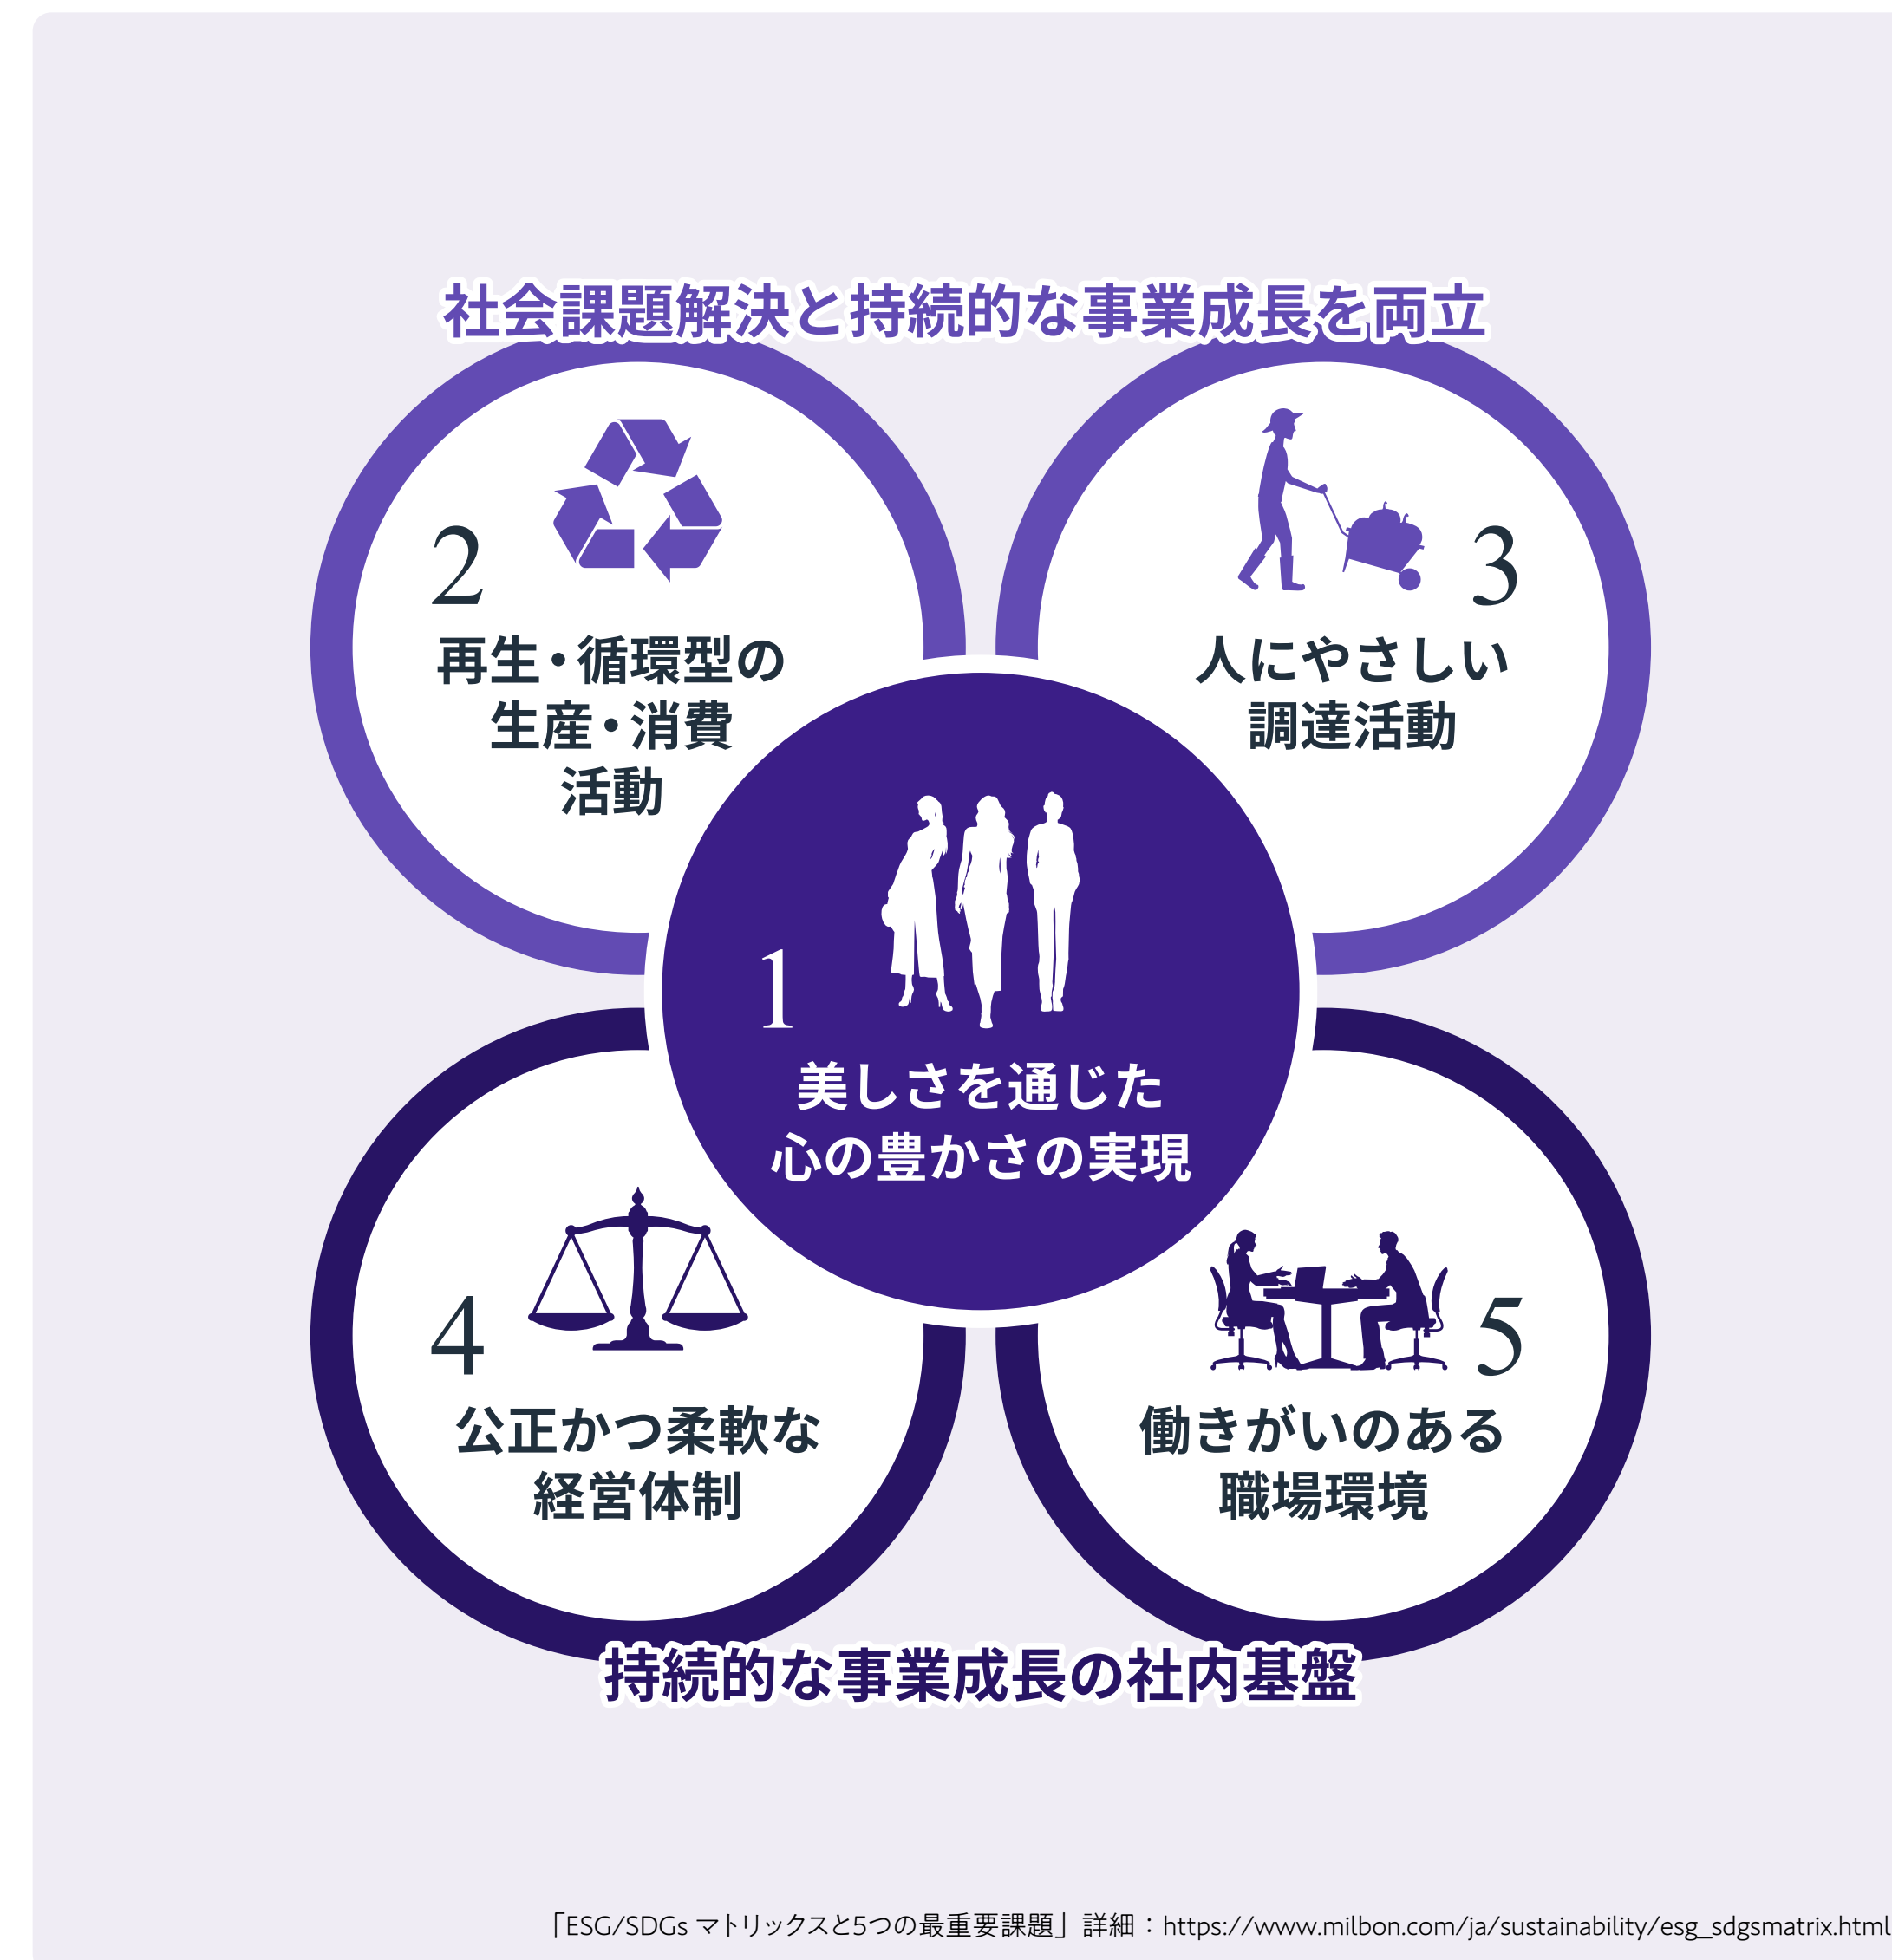 社会課題解決と持続的な事業成長を両立
2
再生・循環型の
生産・消費
活動
3
人にやさしい
調達活動
1
美しさを通じた
心の豊かさの実現
4
公正かつ柔軟な
経営体制
5
働きがいのある
職場環境
持続的な事業成長の社内基盤
「ESG/SDGs マトリックスと5つの最重要課題」詳細：https://www.milbon.com/ja/sustainability/esg_sdgsmatrix.html